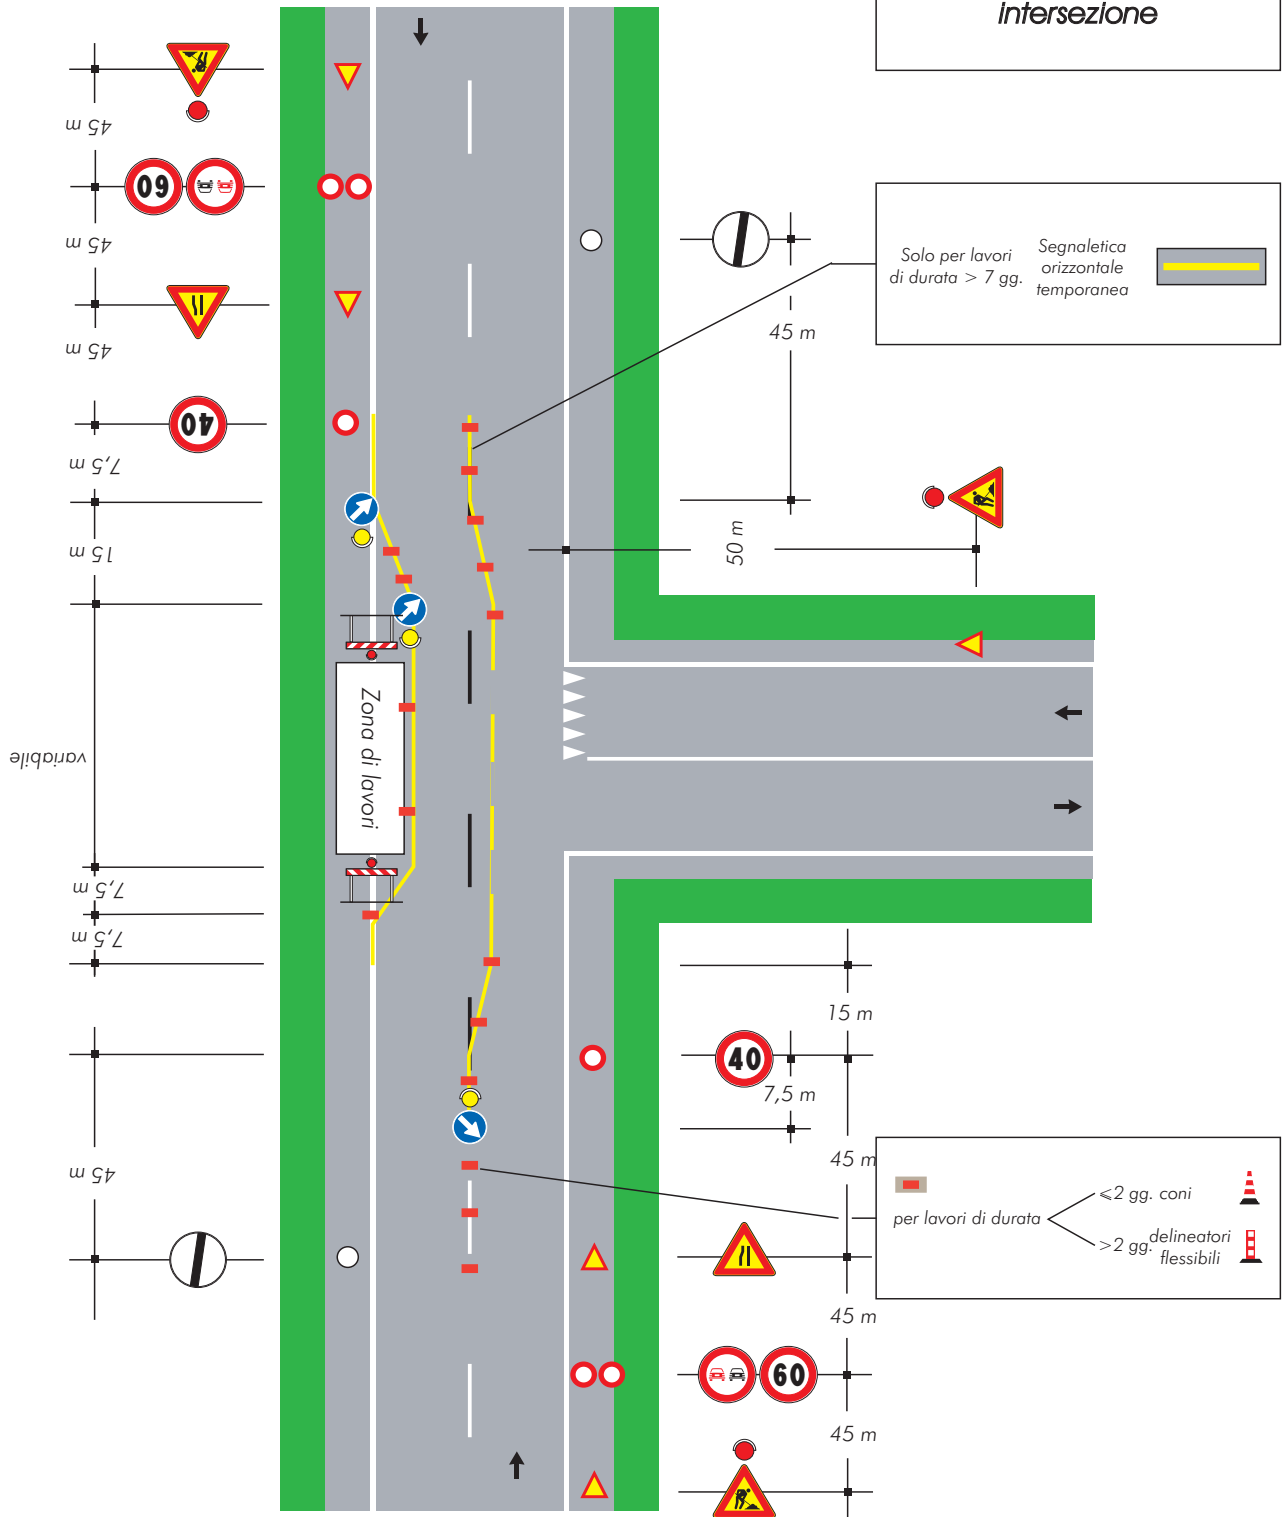 intersezione
45 m
60
45 m
45 m
40
7,5 m
15 m
variabile
7,5 m
7,5 m
45 m
Zona di lavori
Solo per lavori
di durata > 7 gg.
Segnaletica
orizzontale
temporanea
45 m
50 m
15 m
40
7,5 m
45 m
per lavori di durata
⩽2 gg. coni
>2 gg. delineatori
flessibili
45 m
60
45 m